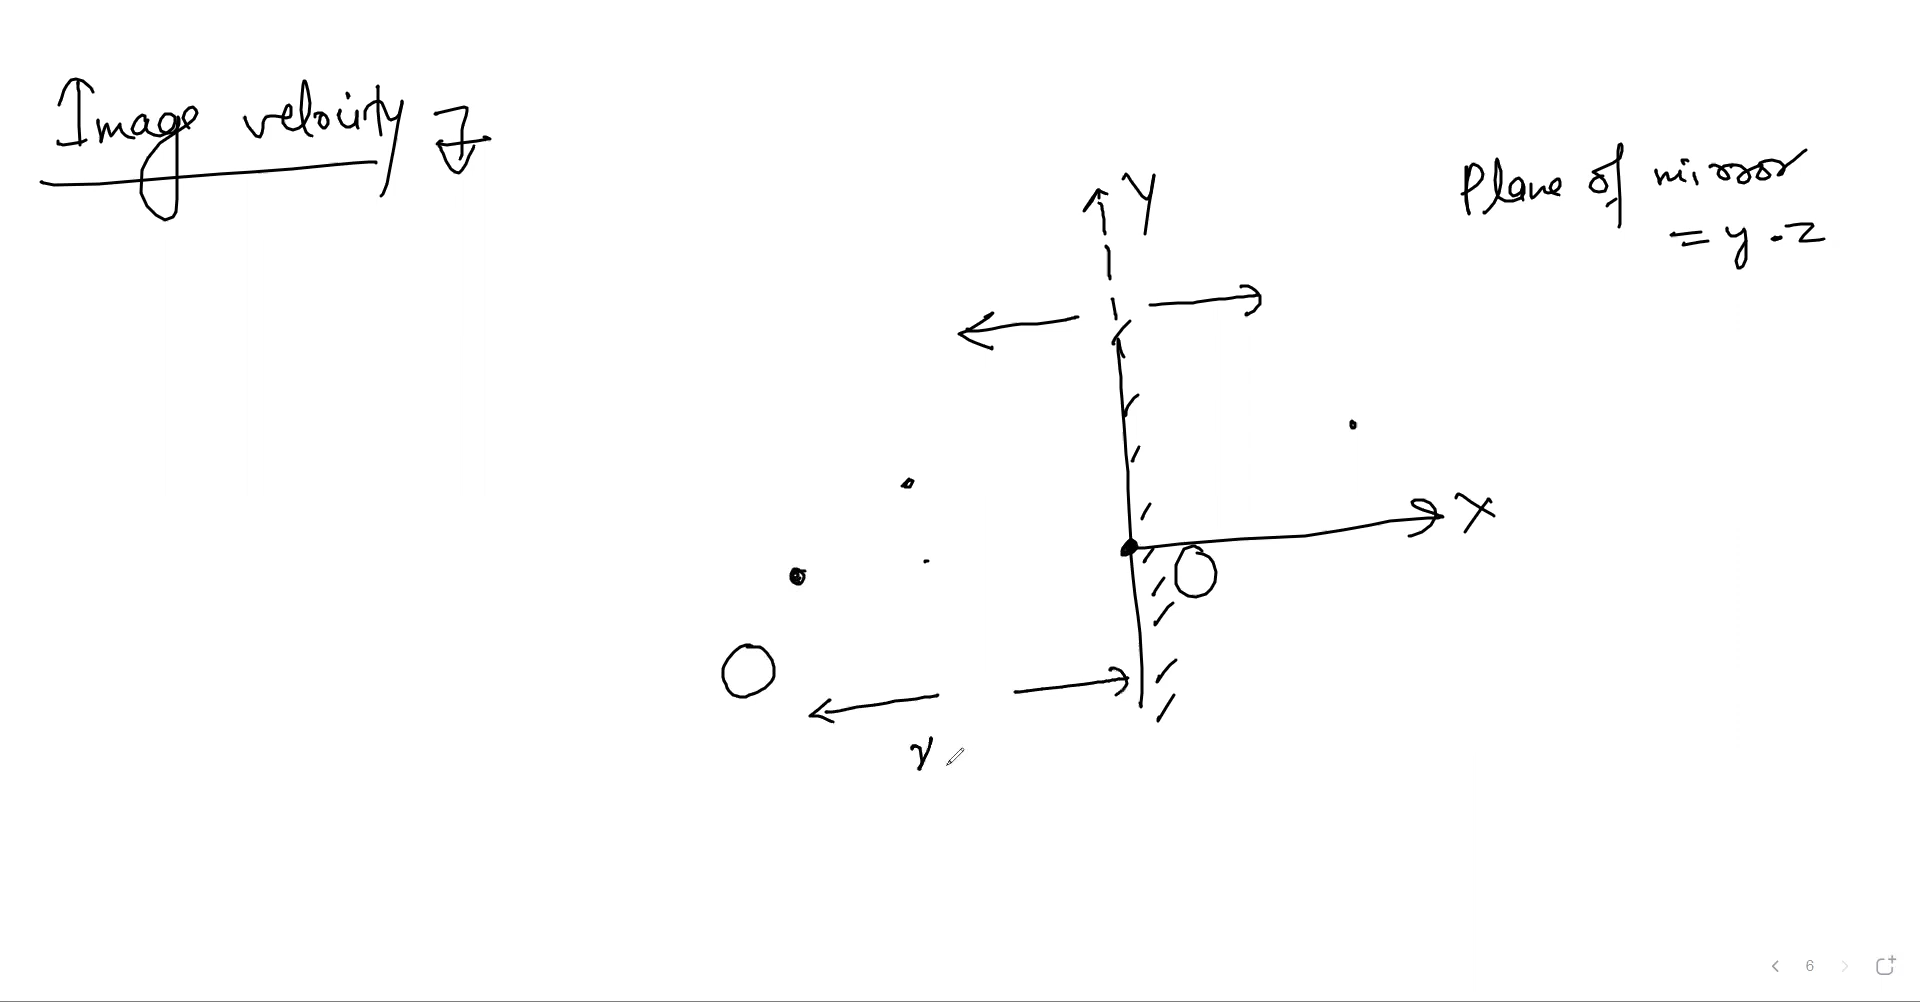 Image velocity
Plane of mirror
= y - z
Y
X
O
O
6